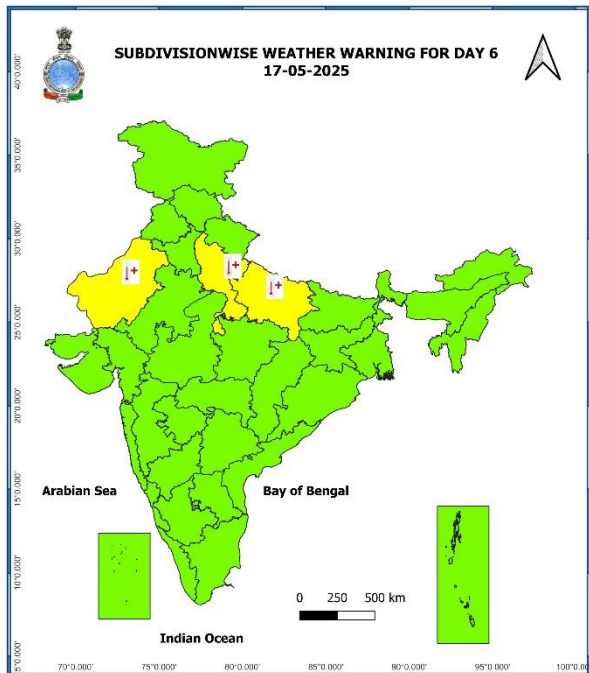 SUBDIVISIONWISE WEATHER WARNING FOR DAY 6
17-05-2025
40°0.000'
35°0.000'
30°0.000'
25°0.000'
20°0.000'
15°0.000'
10°0.000'
5°0.000'
Arabian Sea
Bay of Bengal
0 250 500 km
Indian Ocean
70°0.000' 75°0.000' 80°0.000' 85°0.000' 90°0.000' 95°0.000' 100°0.0